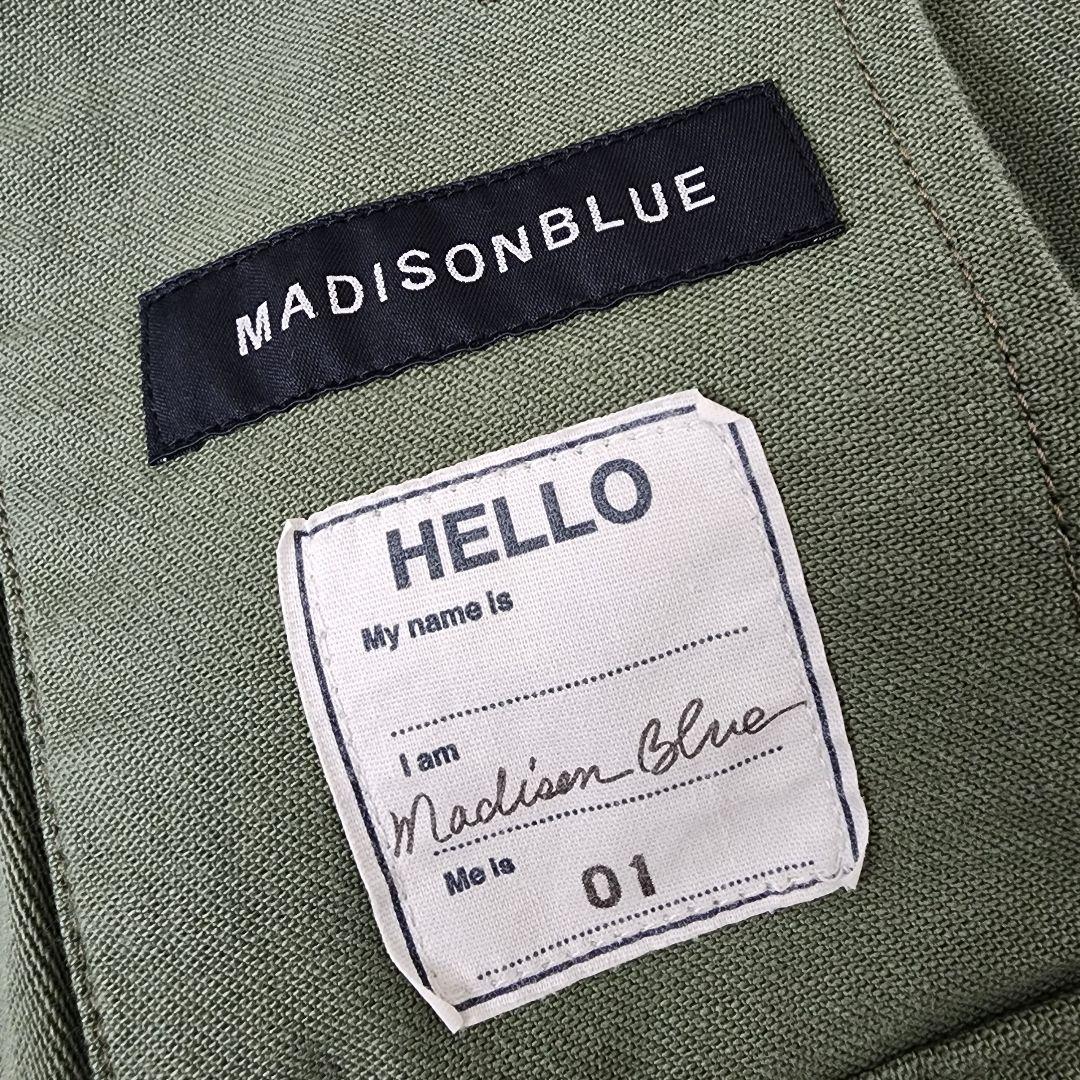 MADISONBLUE
HELLO
My name is
I am
Madison Blue
Me is
01